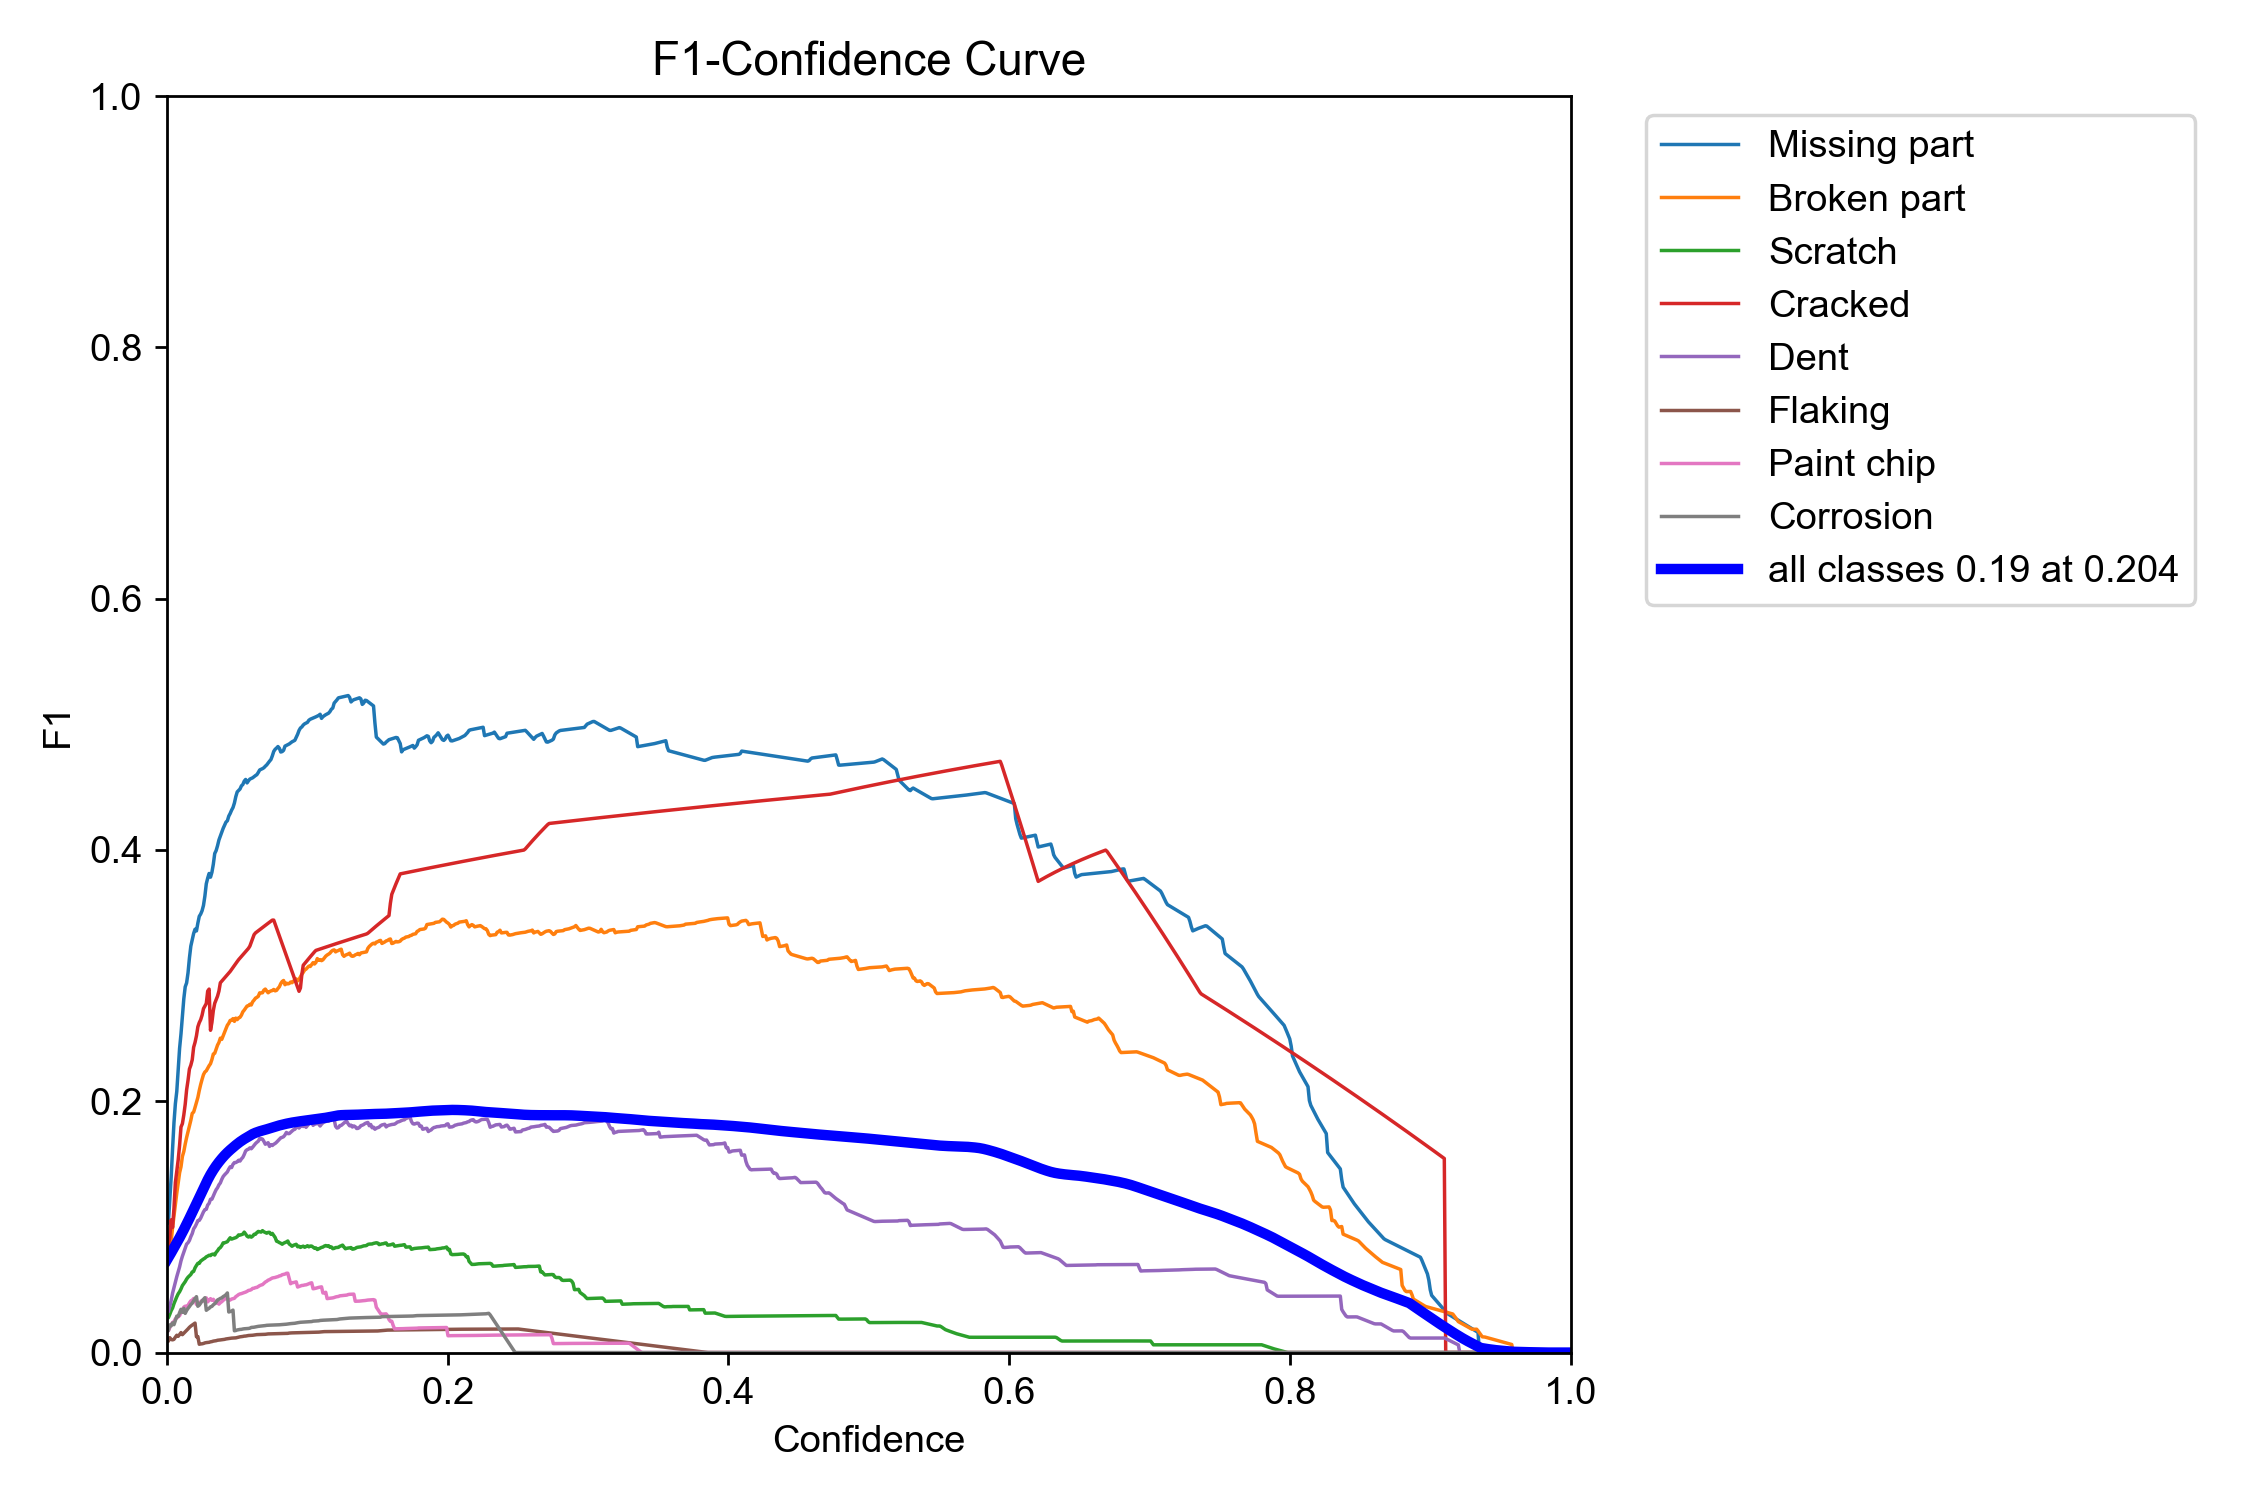 F1-Confidence Curve
1.0
0.8
0.6
0.4
0.2
0.0
F1
0.0 0.2 0.4 0.6 0.8 1.0
Confidence
Missing part
Broken part
Scratch
Cracked
Dent
Flaking
Paint chip
Corrosion
all classes 0.19 at 0.204